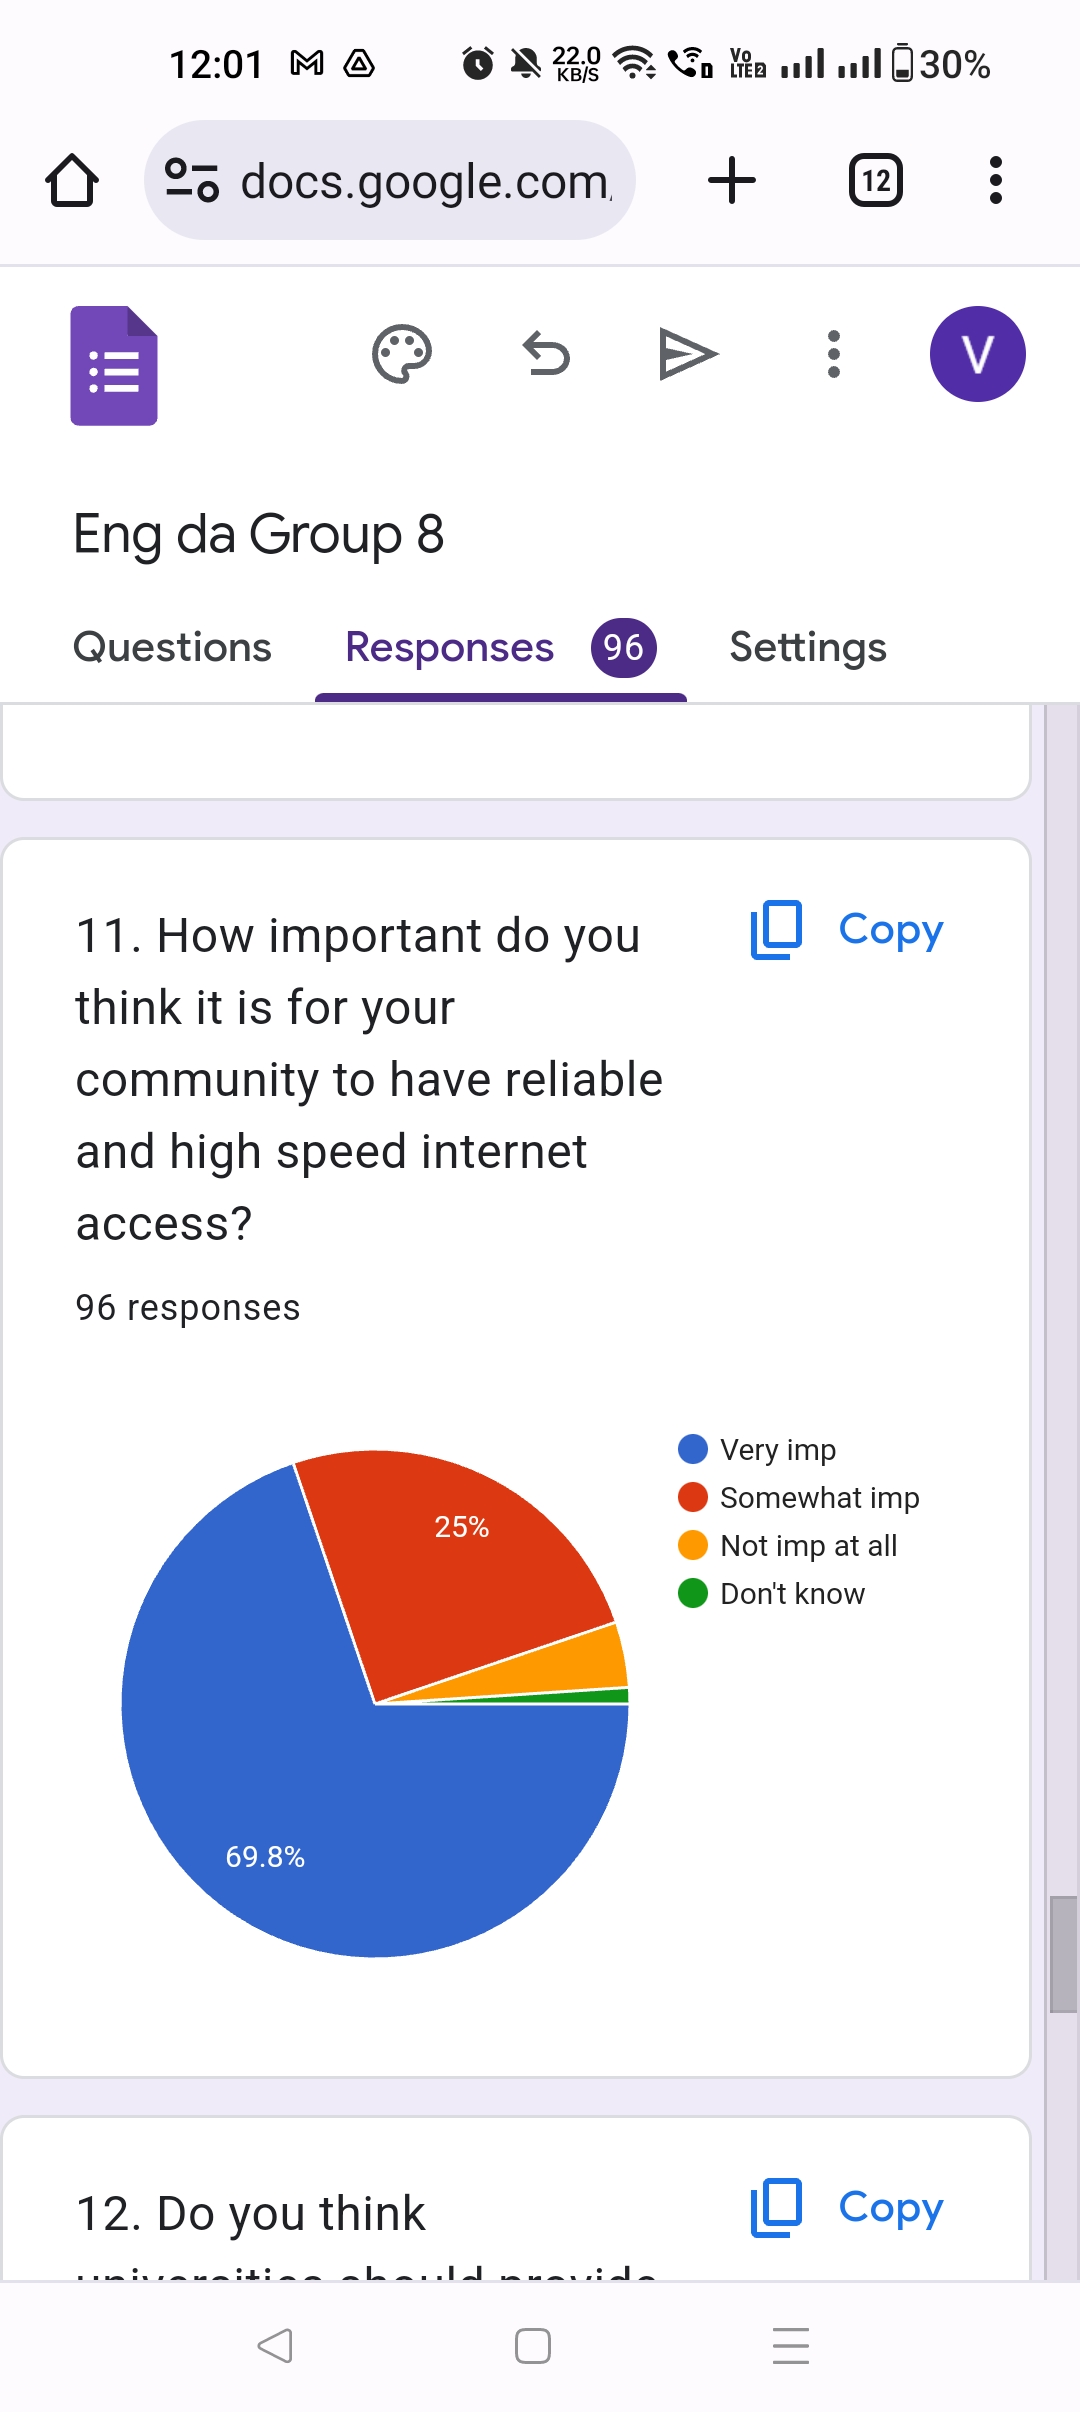 12:01 22.0 KB/S Vo LTE2 30%
docs.google.com, 12
V
Eng da Group 8
Questions Responses 96 Settings
11. How important do you
think it is for your
community to have reliable
and high speed internet
access?
Copy
96 responses
Very imp
Somewhat imp
Not imp at all
Don't know
25%
69.8%
12. Do you think
universities should provide
Copy